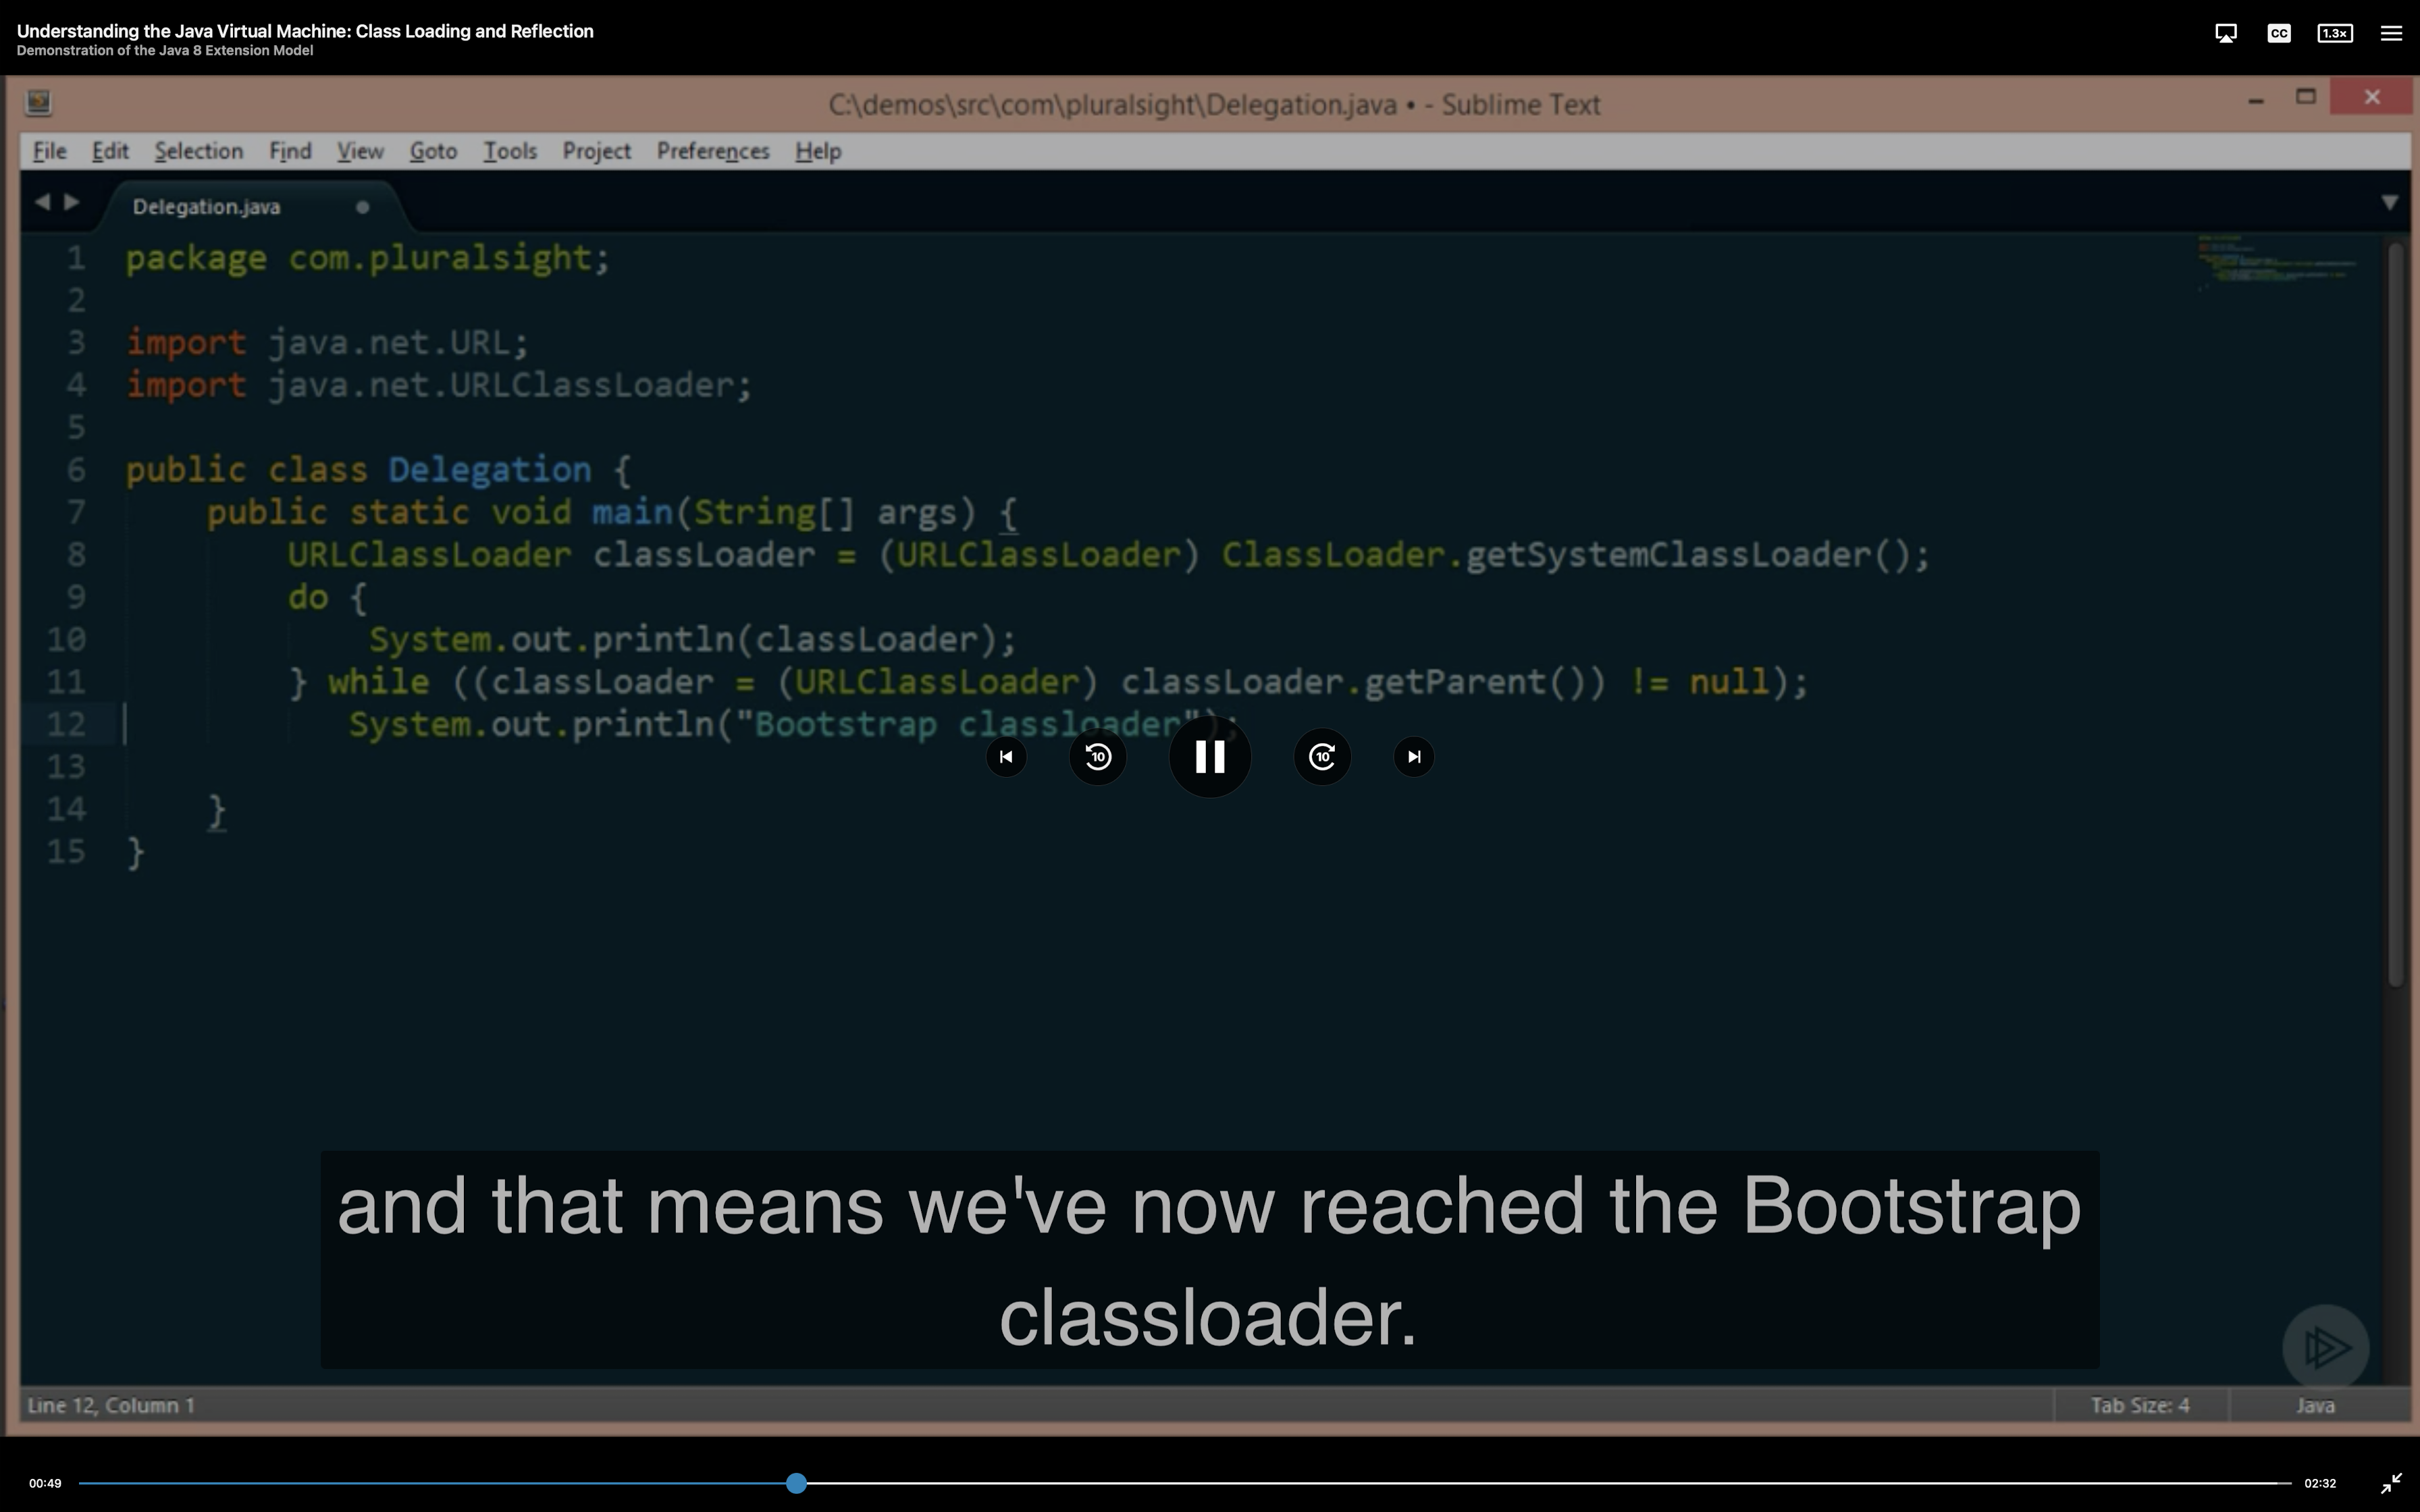 Understanding the Java Virtual Machine: Class Loading and Reflection
Demonstration of the Java 8 Extension Model
CC
1.3×
C:\demos\src\com\pluralsight\Delegation.java • - Sublime Text
File Edit Selection Find View Goto Tools Project Preferences Help
Delegation.java
1 package com.pluralsight;
2
3 import java.net.URL;
4 import java.net.URLClassLoader;
5
6 public class Delegation {
7 public static void main(String[] args) {
8 URLClassLoader classLoader = (URLClassLoader) ClassLoader.getSystemClassLoader();
9 do {
10 System.out.println(classLoader);
11 } while ((classLoader = (URLClassLoader) classLoader.getParent()) != null);
12 System.out.println("Bootstrap classloader");
13
14 }
15 }
10
10
and that means we've now reached the Bootstrap
classloader.
Line 12, Column 1
Tab Size: 4
Java
00:49
02:32